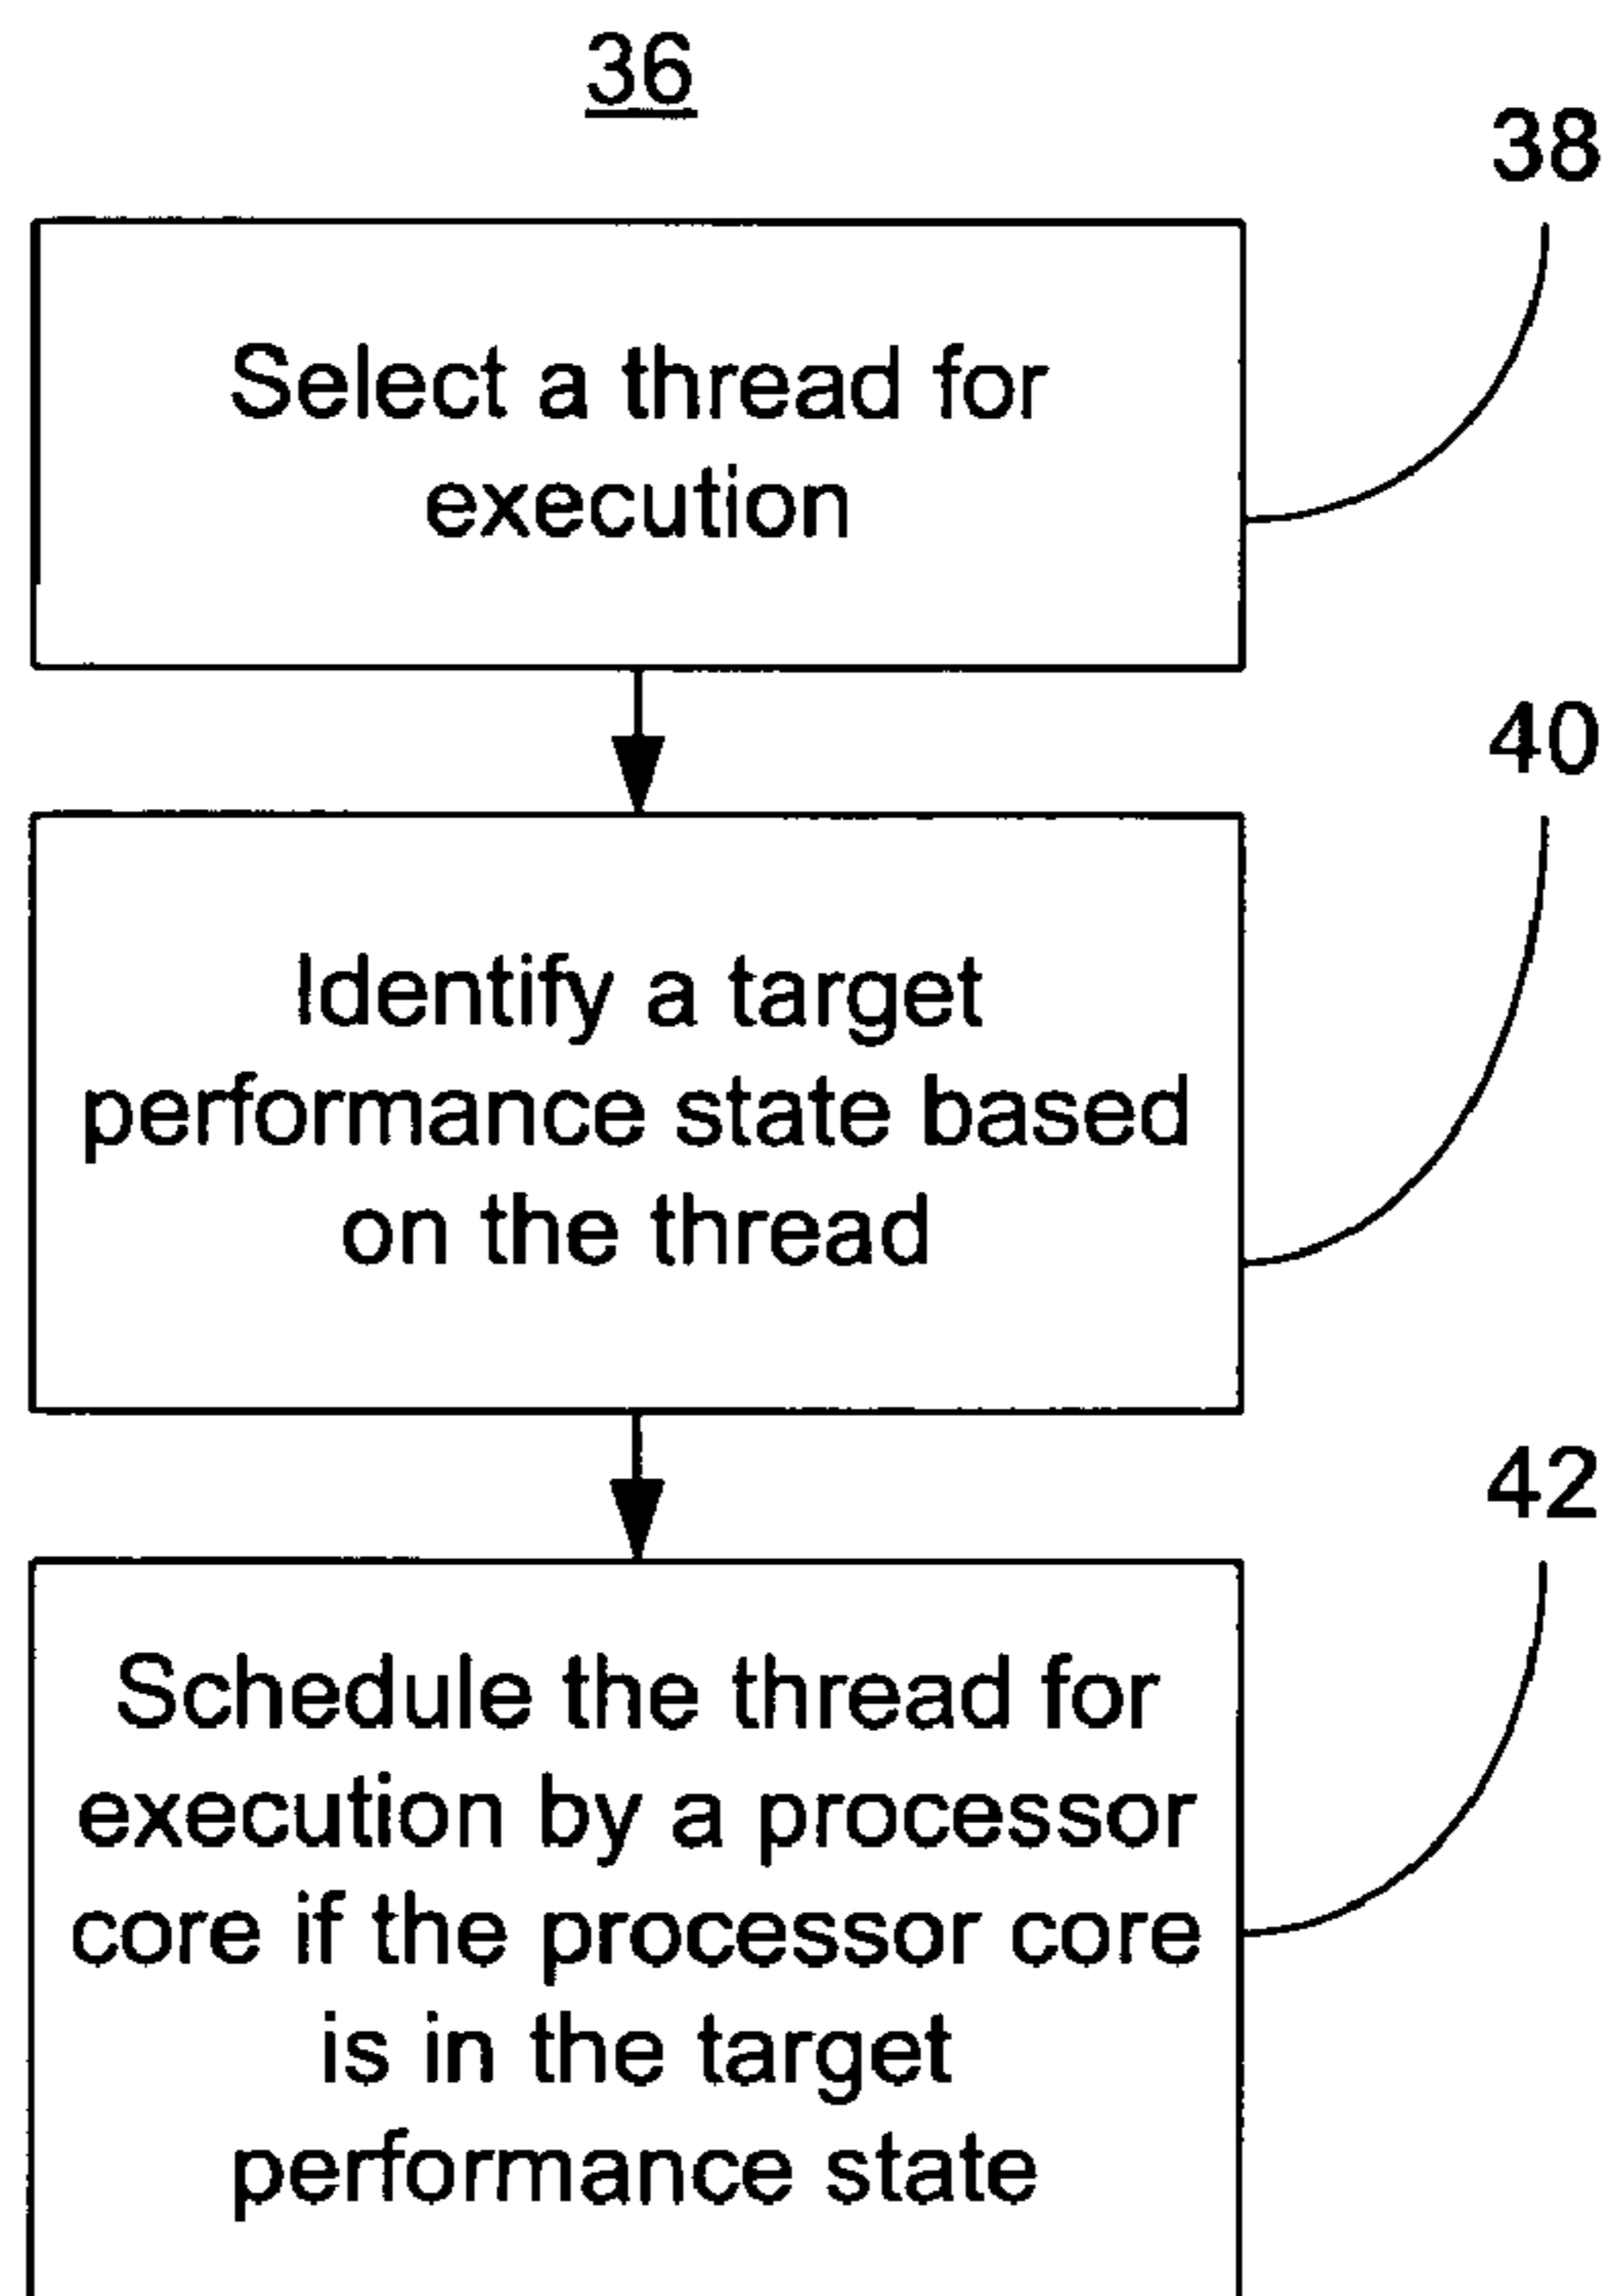 36
38
Select a thread for
execution
40
Identify a target
performance state based
on the thread
42
Schedule the thread for
execution by a processor
core if the processor core
is in the target
performance state